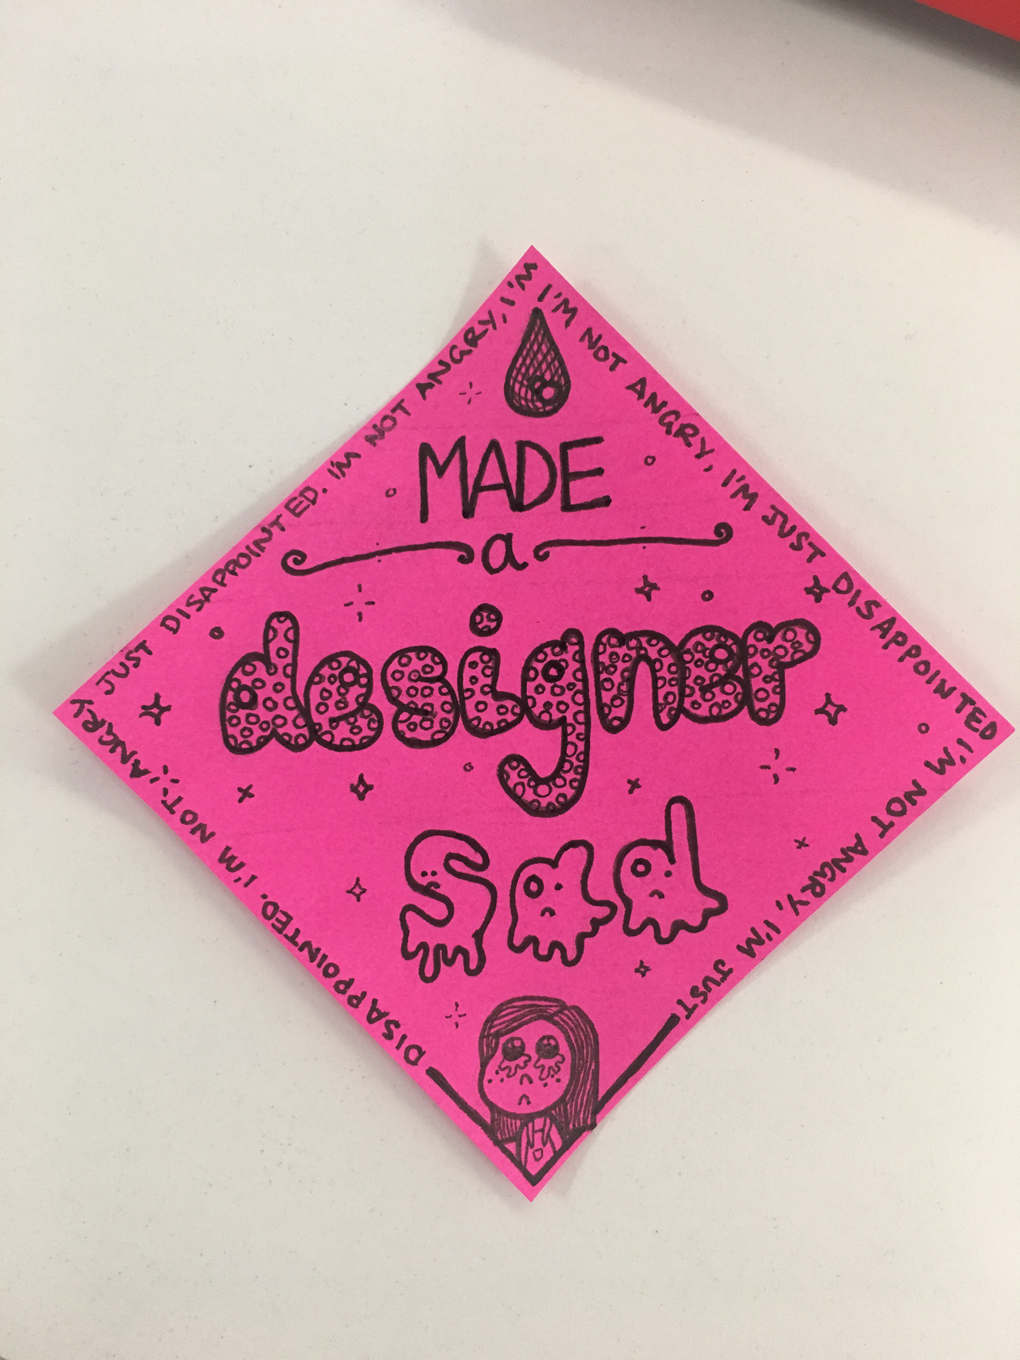 MADE
a
designer
Sad
I'M NOT ANGRY, I'M JUST DISAPPOINTED
I'M NOT ANGRY, I'M JUST
DISAPPOINTED. I'M NOT ANGRY
JUST DISAPPOINTED. I'M NOT ANGRY, I'M